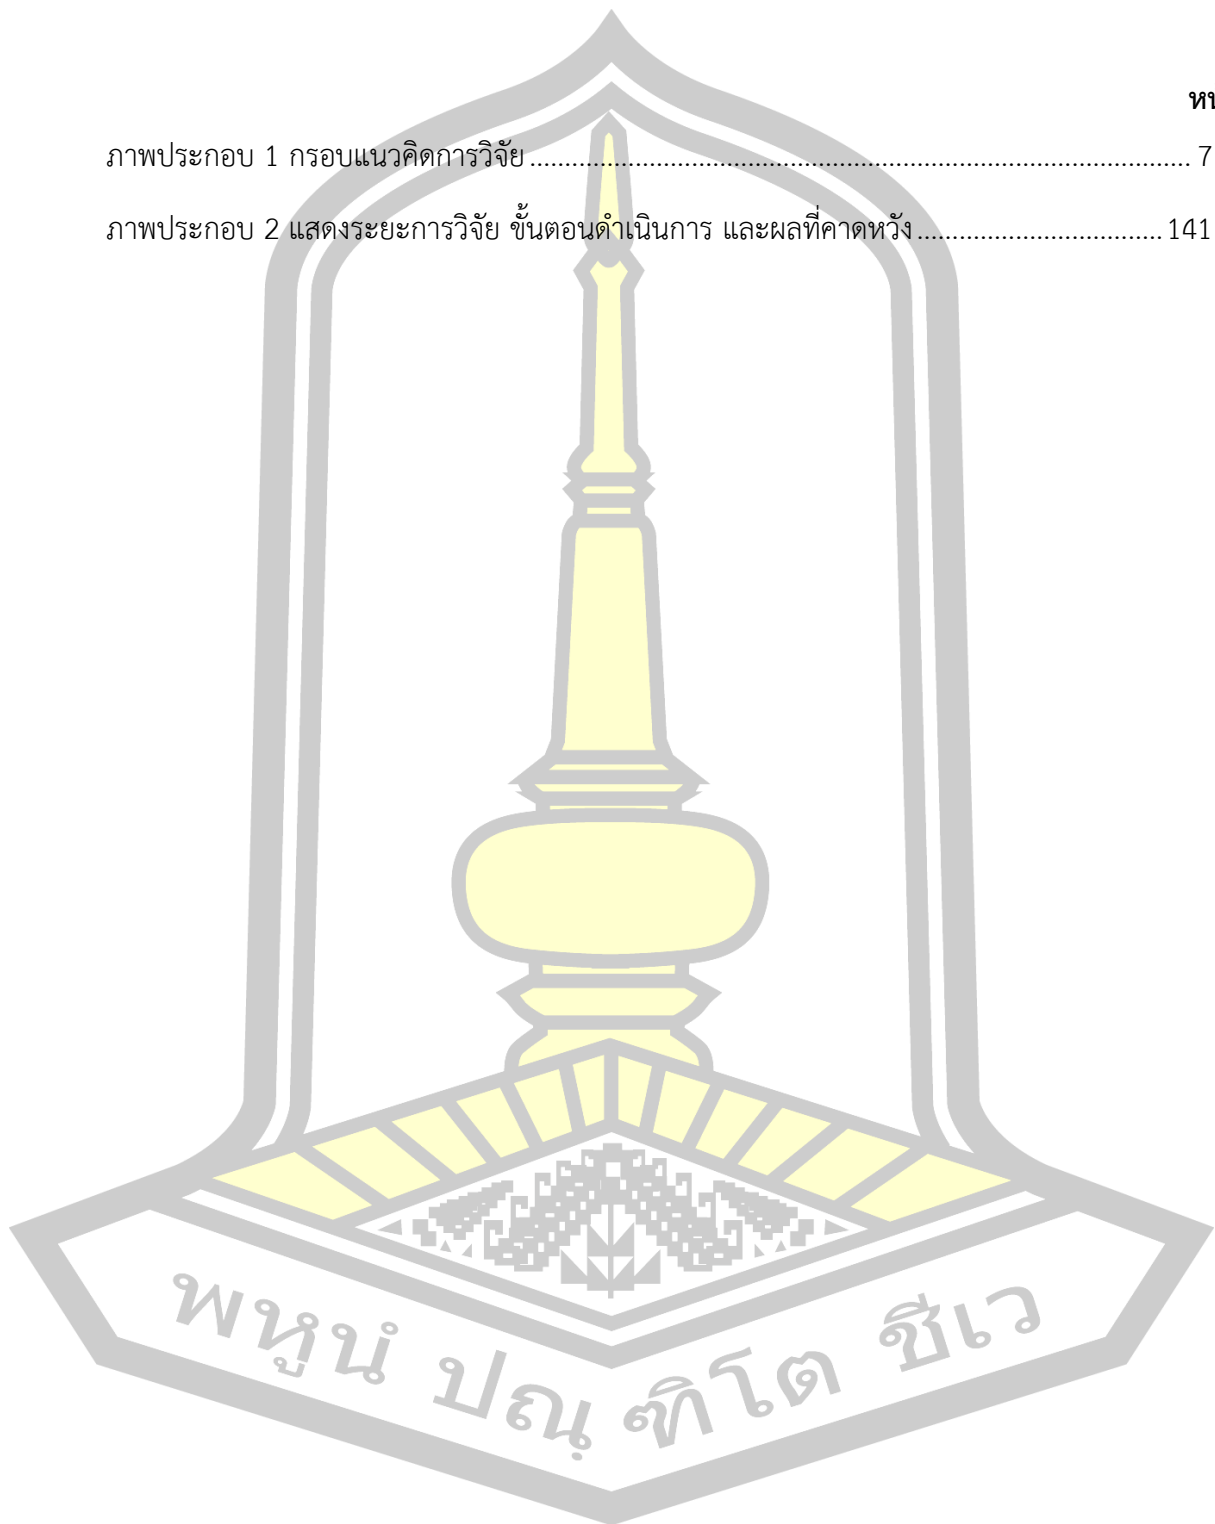 ภาพประกอบ 1 กรอบแนวคิดการวิจัย ............................................................................................... 7
ภาพประกอบ 2 แสดงระยะการวิจัย ขั้นตอนดำเนินการ และผลที่คาดหวัง ................................... 141
พหูนํ ปณฺ ฑิโต ชีเว